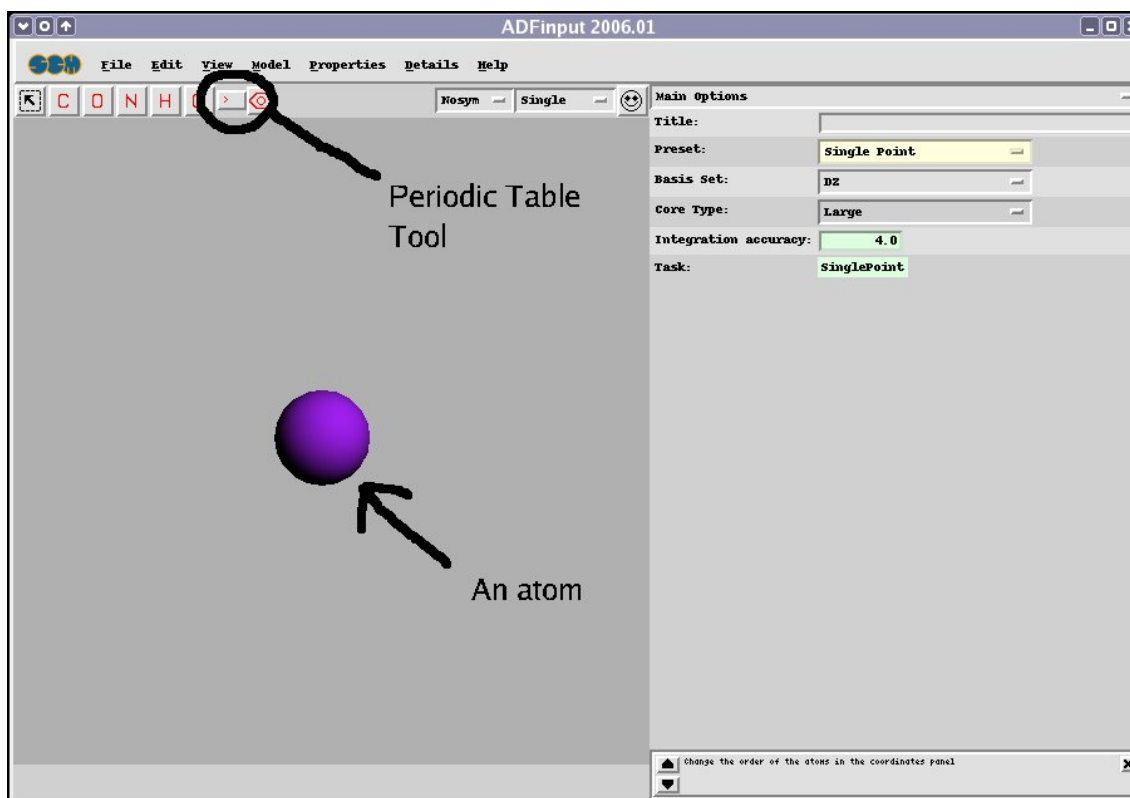 ADFinput 2006.01
SCM File Edit View Model Properties Details Help
C O N H > Nosym Single
Main Options
Title:
Preset: Single Point
Basis Set: DZ
Core Type: Large
Integration accuracy: 4.0
Task: SinglePoint
Periodic Table
Tool
An atom
Change the order of the atoms in the coordinates panel